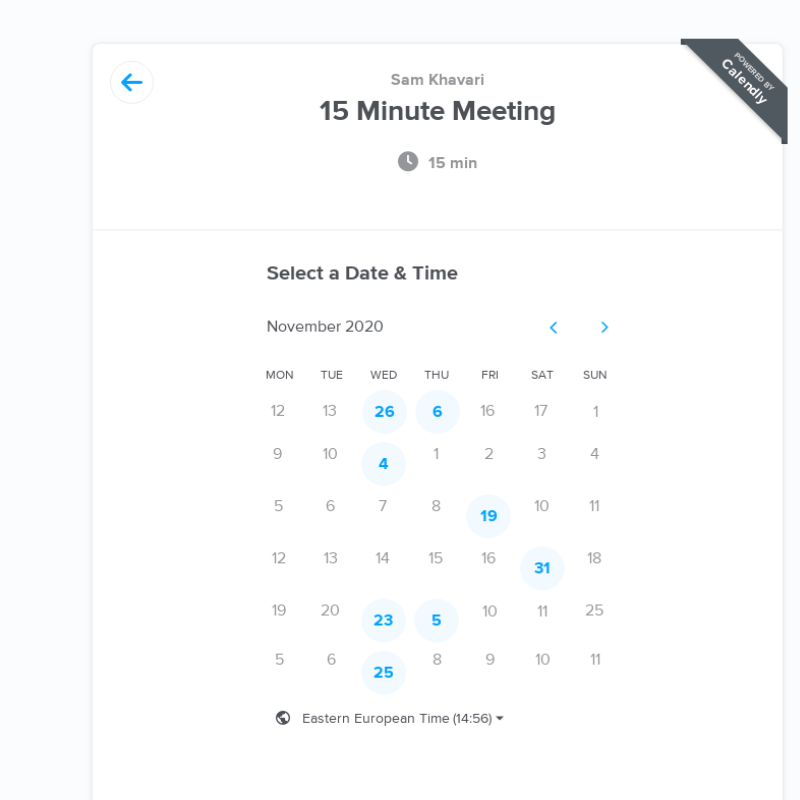 POWERED BY
Calendly
Sam Khavari
15 Minute Meeting
15 min
Select a Date & Time
November 2020
MON TUE WED THU FRI SAT SUN
12 13 26 6 16 17 1
9 10 4 1 2 3 4
5 6 7 8 19 10 11
12 13 14 15 16 31 18
19 20 23 5 10 11 25
5 6 25 8 9 10 11
Eastern European Time (14:56)